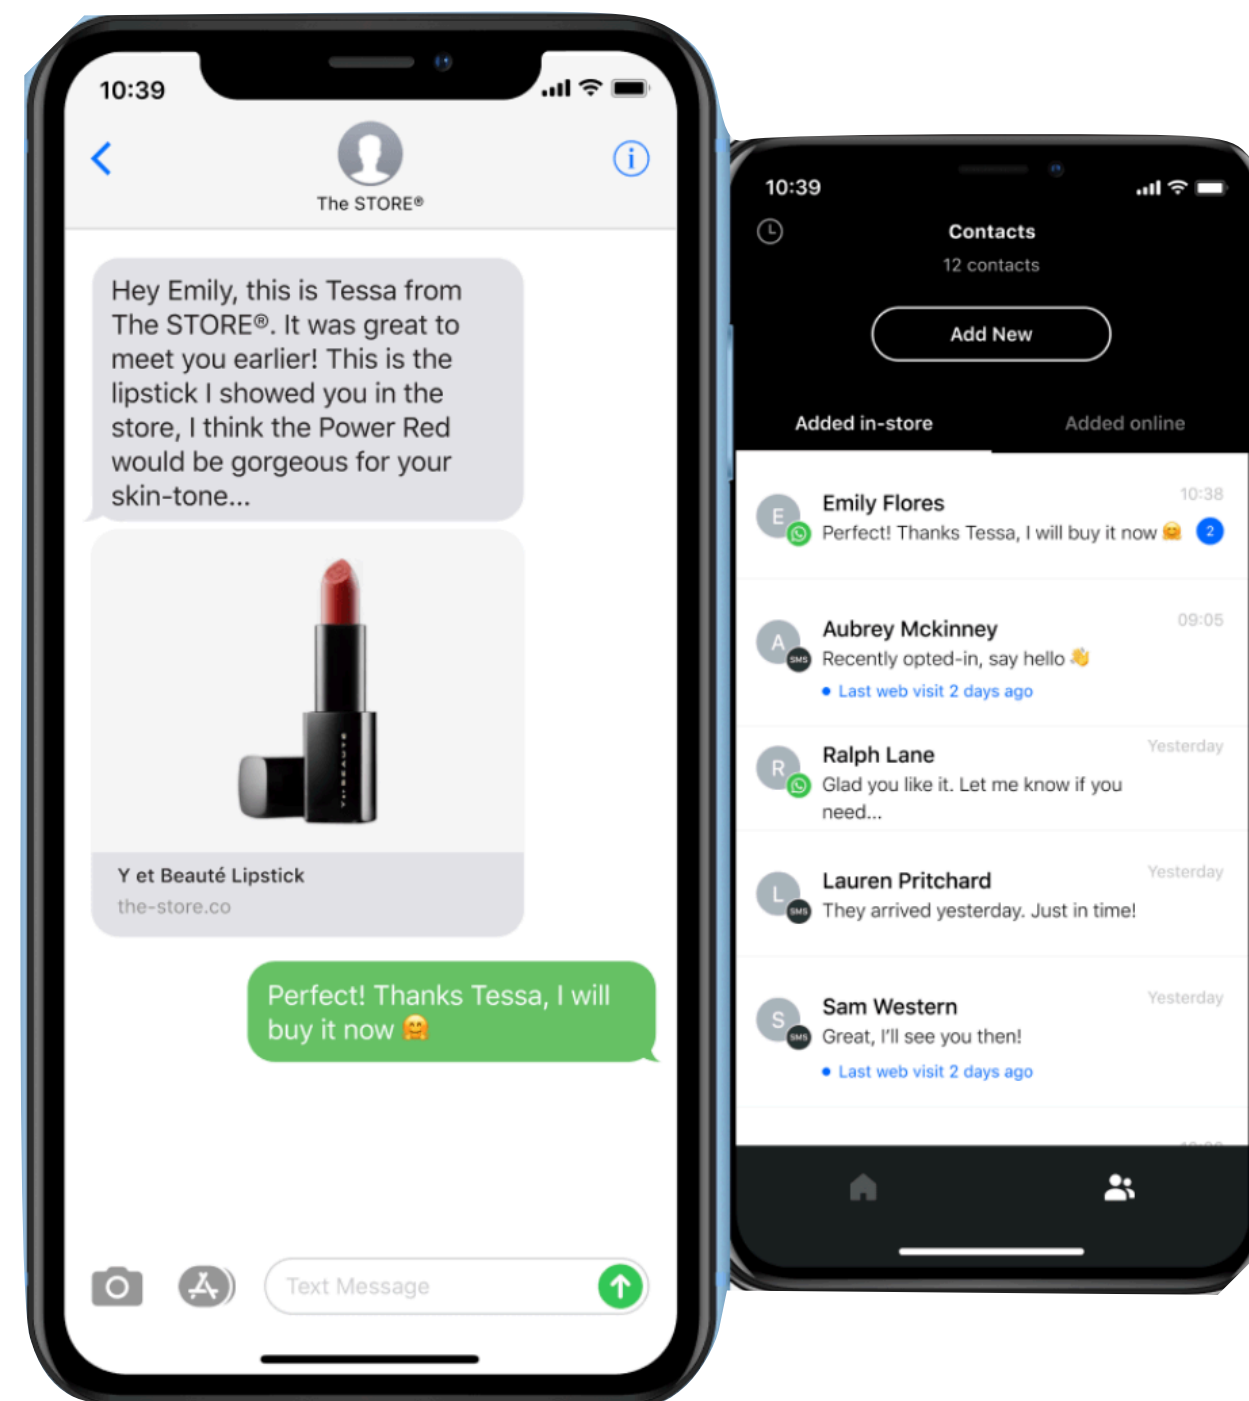 10:39
The STORE®
Hey Emily, this is Tessa from
The STORE®. It was great to
meet you earlier! This is the
lipstick I showed you in the
store, I think the Power Red
would be gorgeous for your
skin-tone...
Y et Beauté Lipstick
the-store.co
Perfect! Thanks Tessa, I will
buy it now 🤗
Text Message
10:39
Contacts
12 contacts
Add New
Added in-store
Added online
E
Emily Flores
10:38
Perfect! Thanks Tessa, I will buy it now 🤗
2
A
SMS
Aubrey Mckinney
09:05
Recently opted-in, say hello 👋
Last web visit 2 days ago
R
Ralph Lane
Yesterday
Glad you like it. Let me know if you
need...
L
SMS
Lauren Pritchard
Yesterday
They arrived yesterday. Just in time!
S
SMS
Sam Western
Yesterday
Great, I'll see you then!
Last web visit 2 days ago